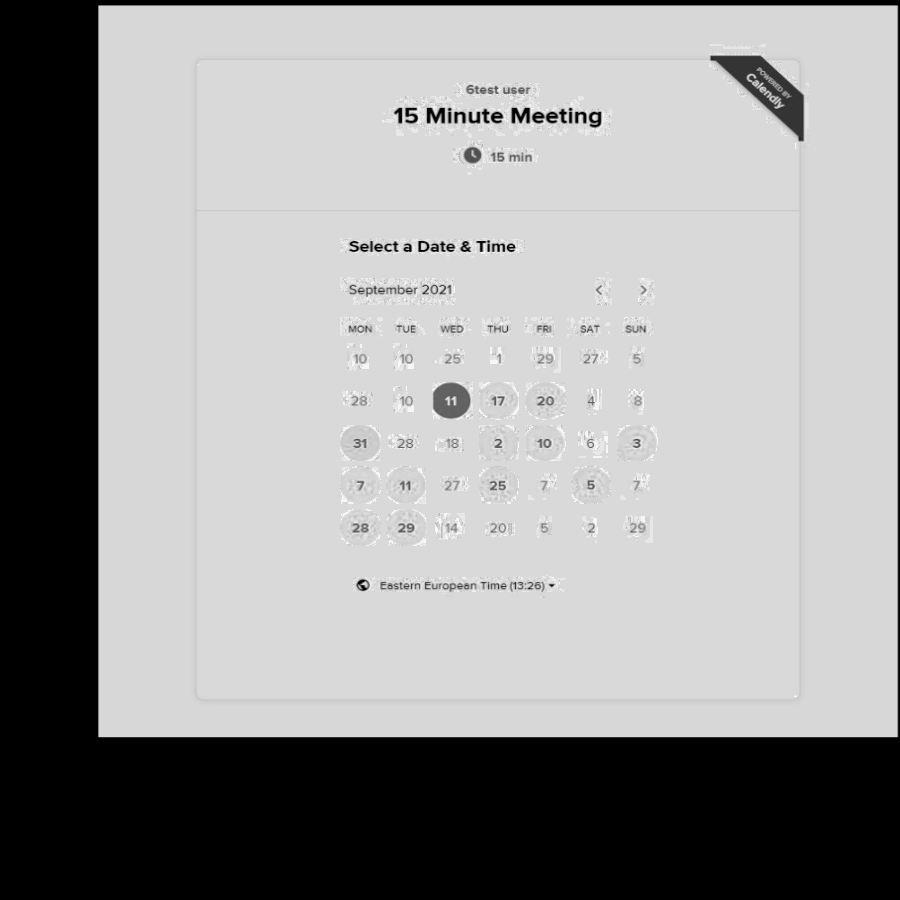 6test user
POWERED BY
Calendly
15 Minute Meeting
15 min
Select a Date & Time
September 2021
MON TUE WED THU FRI SAT SUN
10 10 25 1 29 27 5
28 10 11 17 20 4 8
31 28 18 2 10 6 3
7 11 27 25 7 5 7
28 29 14 20 5 2 29
Eastern European Time (13:26)